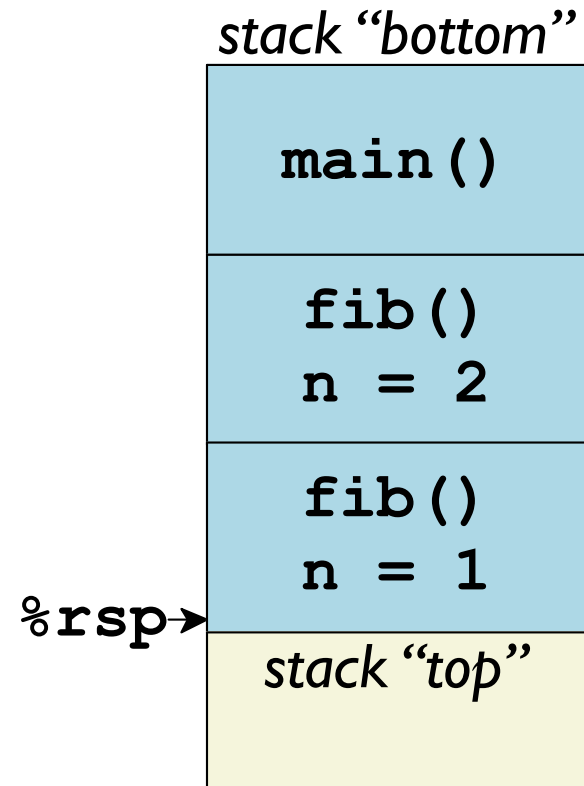 stack “bottom”
main()
fib()
n = 2
fib()
n = 1
%rsp
stack “top”